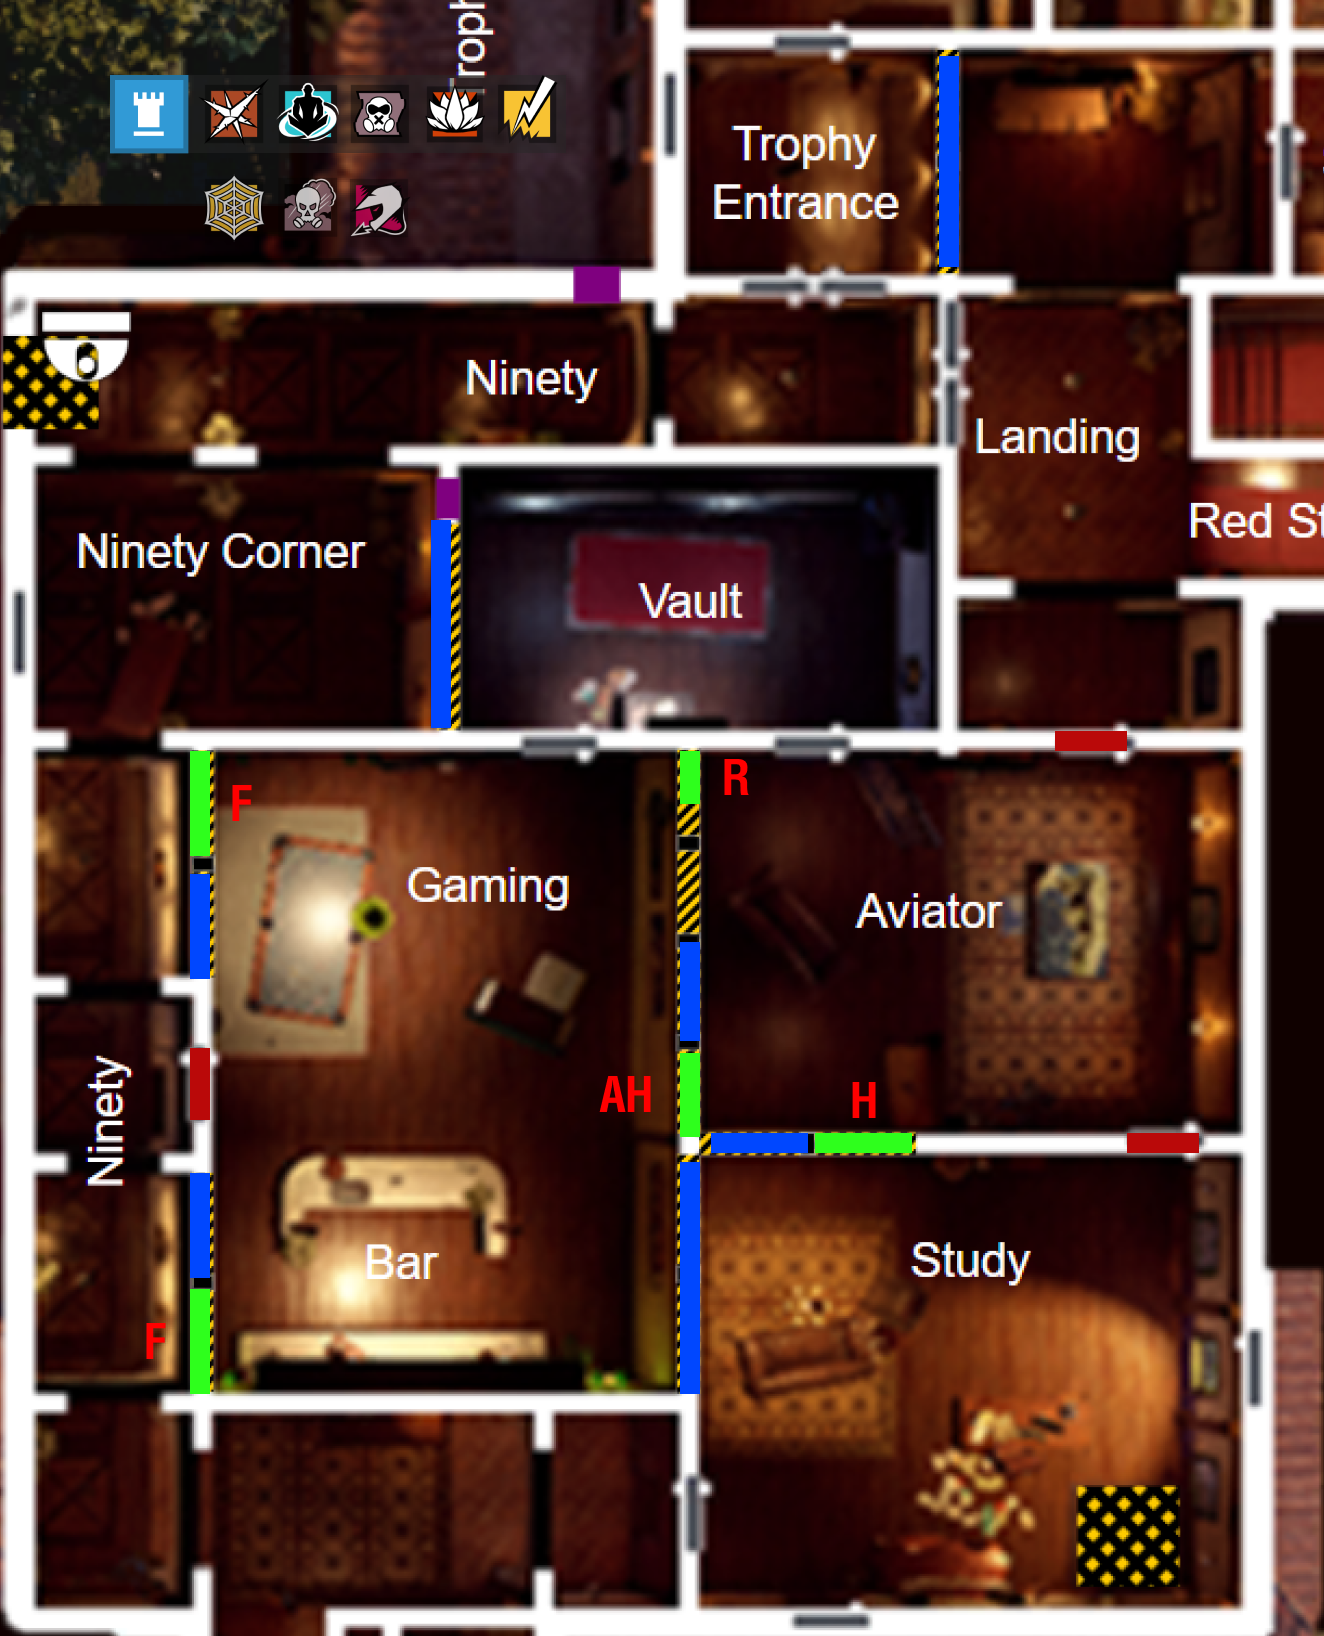 Troph
Trophy
Entrance
Ninety
Landing
Red St
Ninety Corner
Vault
F
R
Gaming
Aviator
AH
H
Ninety
Bar
Study
F